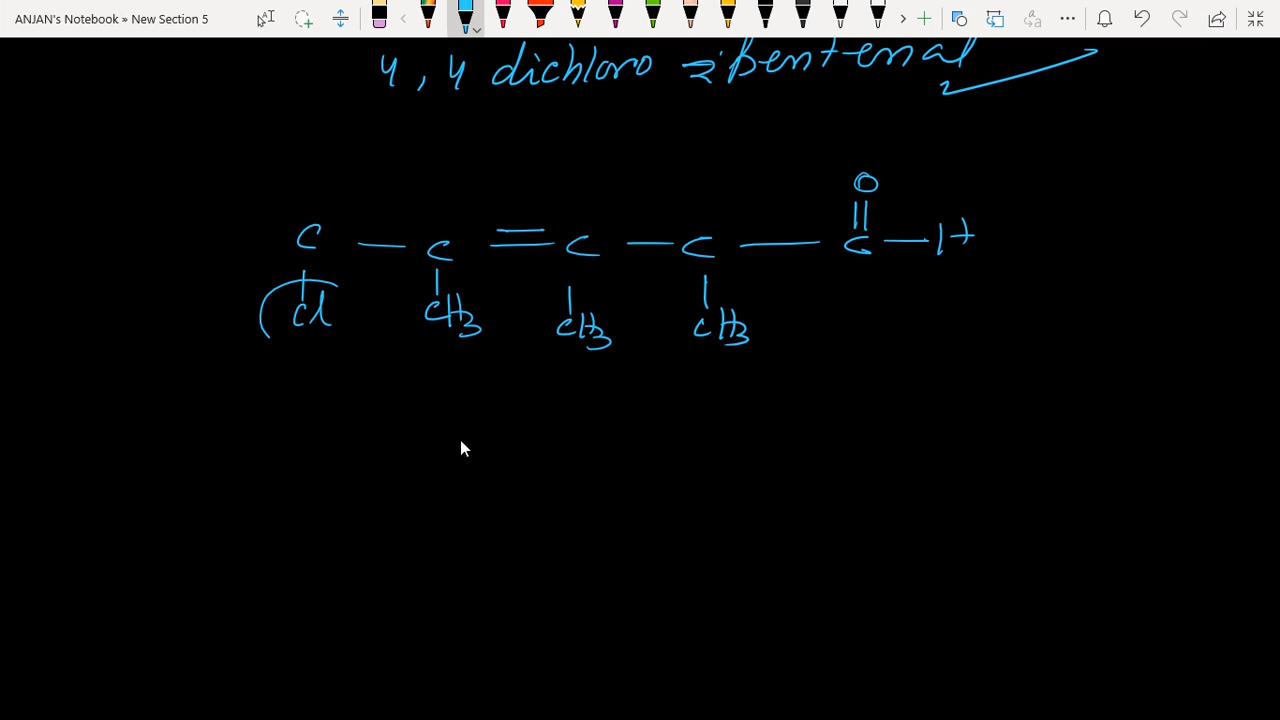 ANJAN's Notebook » New Section 5
4, 4 dichloro 2 pentenal
O
C — C = C — C — C — H
Cl CH3 CH3 CH3